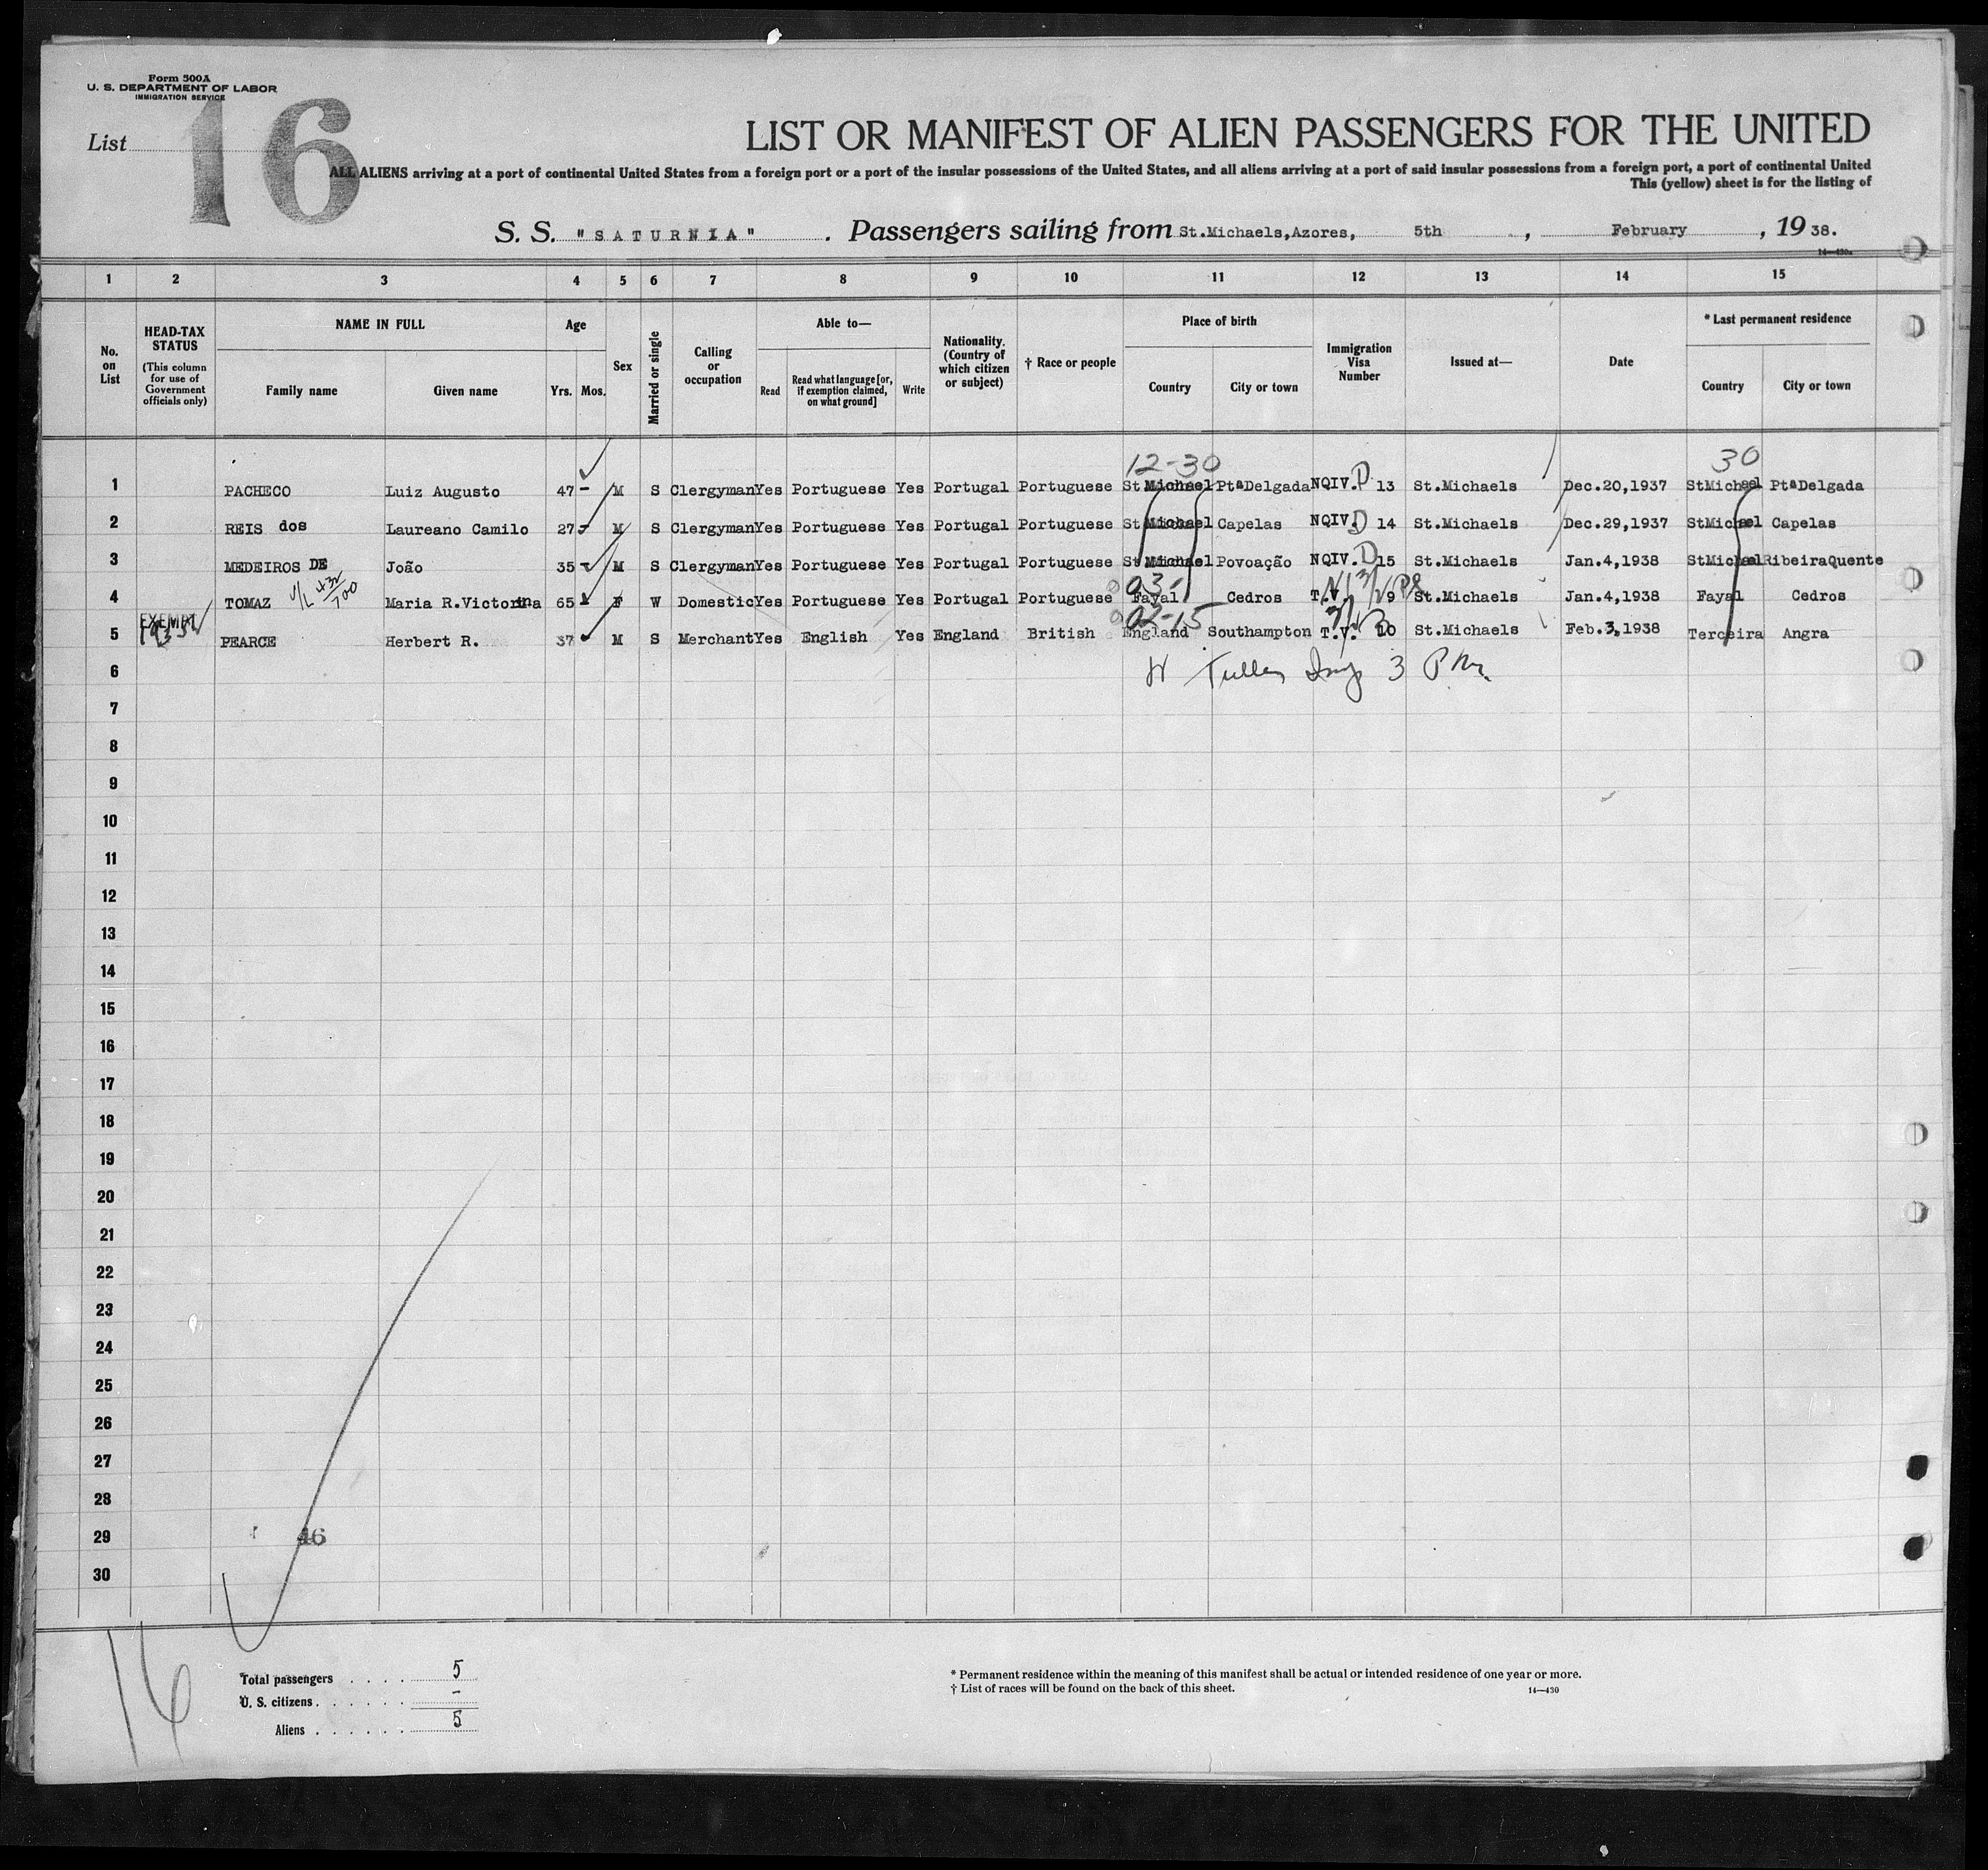 Form 500A
U. S. DEPARTMENT OF LABOR
IMMIGRATION SERVICE
List 16
LIST OR MANIFEST OF ALIEN PASSENGERS FOR THE UNITED
ALL ALIENS arriving at a port of continental United States from a foreign port or a port of the insular possessions of the United States, and all aliens arriving at a port of said insular possessions from a foreign port, a port of continental United
This (yellow) sheet is for the listing of
S. S. "SATURNIA" . Passengers sailing from St.Michaels,Azores, 5th , February , 19 38.
14—430a
1 2 3 4 5 6 7 8 9 10 11 12 13 14 15
No. on List
HEAD-TAX STATUS
(This column for use of Government officials only)
NAME IN FULL
Family name Given name
Age
Yrs. Mos.
Sex
Married or single
Calling or occupation
Able to—
Read Read what language [or, if exemption claimed, on what ground] Write
Nationality. (Country of which citizen or subject)
† Race or people
Place of birth
Country City or town
Immigration Visa Number
Issued at—
Date
* Last permanent residence
Country City or town
12-30 30
1 PACHECO Luiz Augusto 47 - M S Clergyman Yes Portuguese Yes Portugal Portuguese St Michael PtªDelgada NQIV. D 13 St.Michaels Dec.20,1937 StMichael PtªDelgada
2 REIS dos Laureano Camilo 27 - M S Clergyman Yes Portuguese Yes Portugal Portuguese St Michael Capelas NQIV. D 14 St.Michaels Dec.29,1937 StMichael Capelas
3 MEDEIROS DE João 35 - M S Clergyman Yes Portuguese Yes Portugal Portuguese St Michael Povoação NQIV. D 15 St.Michaels Jan.4,1938 StMichael RibeiraQuente
03-
4 TOMAZ V/L 432/700 Maria R.Victorina 65 F W Domestic Yes Portuguese Yes Portugal Portuguese Fayal Cedros T.V. 9 St.Michaels Jan.4,1938 Fayal Cedros
EXEMPT
02-15
5 PEARCE Herbert R. 37 M S Merchant Yes English Yes England British England Southampton T.V. 10 St.Michaels Feb.3,1938 Terceira Angra
6
7
8
9
10
11
12
13
14
15
16
17
18
19
20
21
22
23
24
25
26
27
28
29 46
30
16
Total passengers 5
U. S. citizens -
Aliens 5
* Permanent residence within the meaning of this manifest shall be actual or intended residence of one year or more.
† List of races will be found on the back of this sheet.
14—430